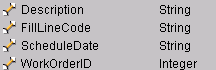 Description String
FillLineCode String
ScheduleDate String
WorkOrderID Integer